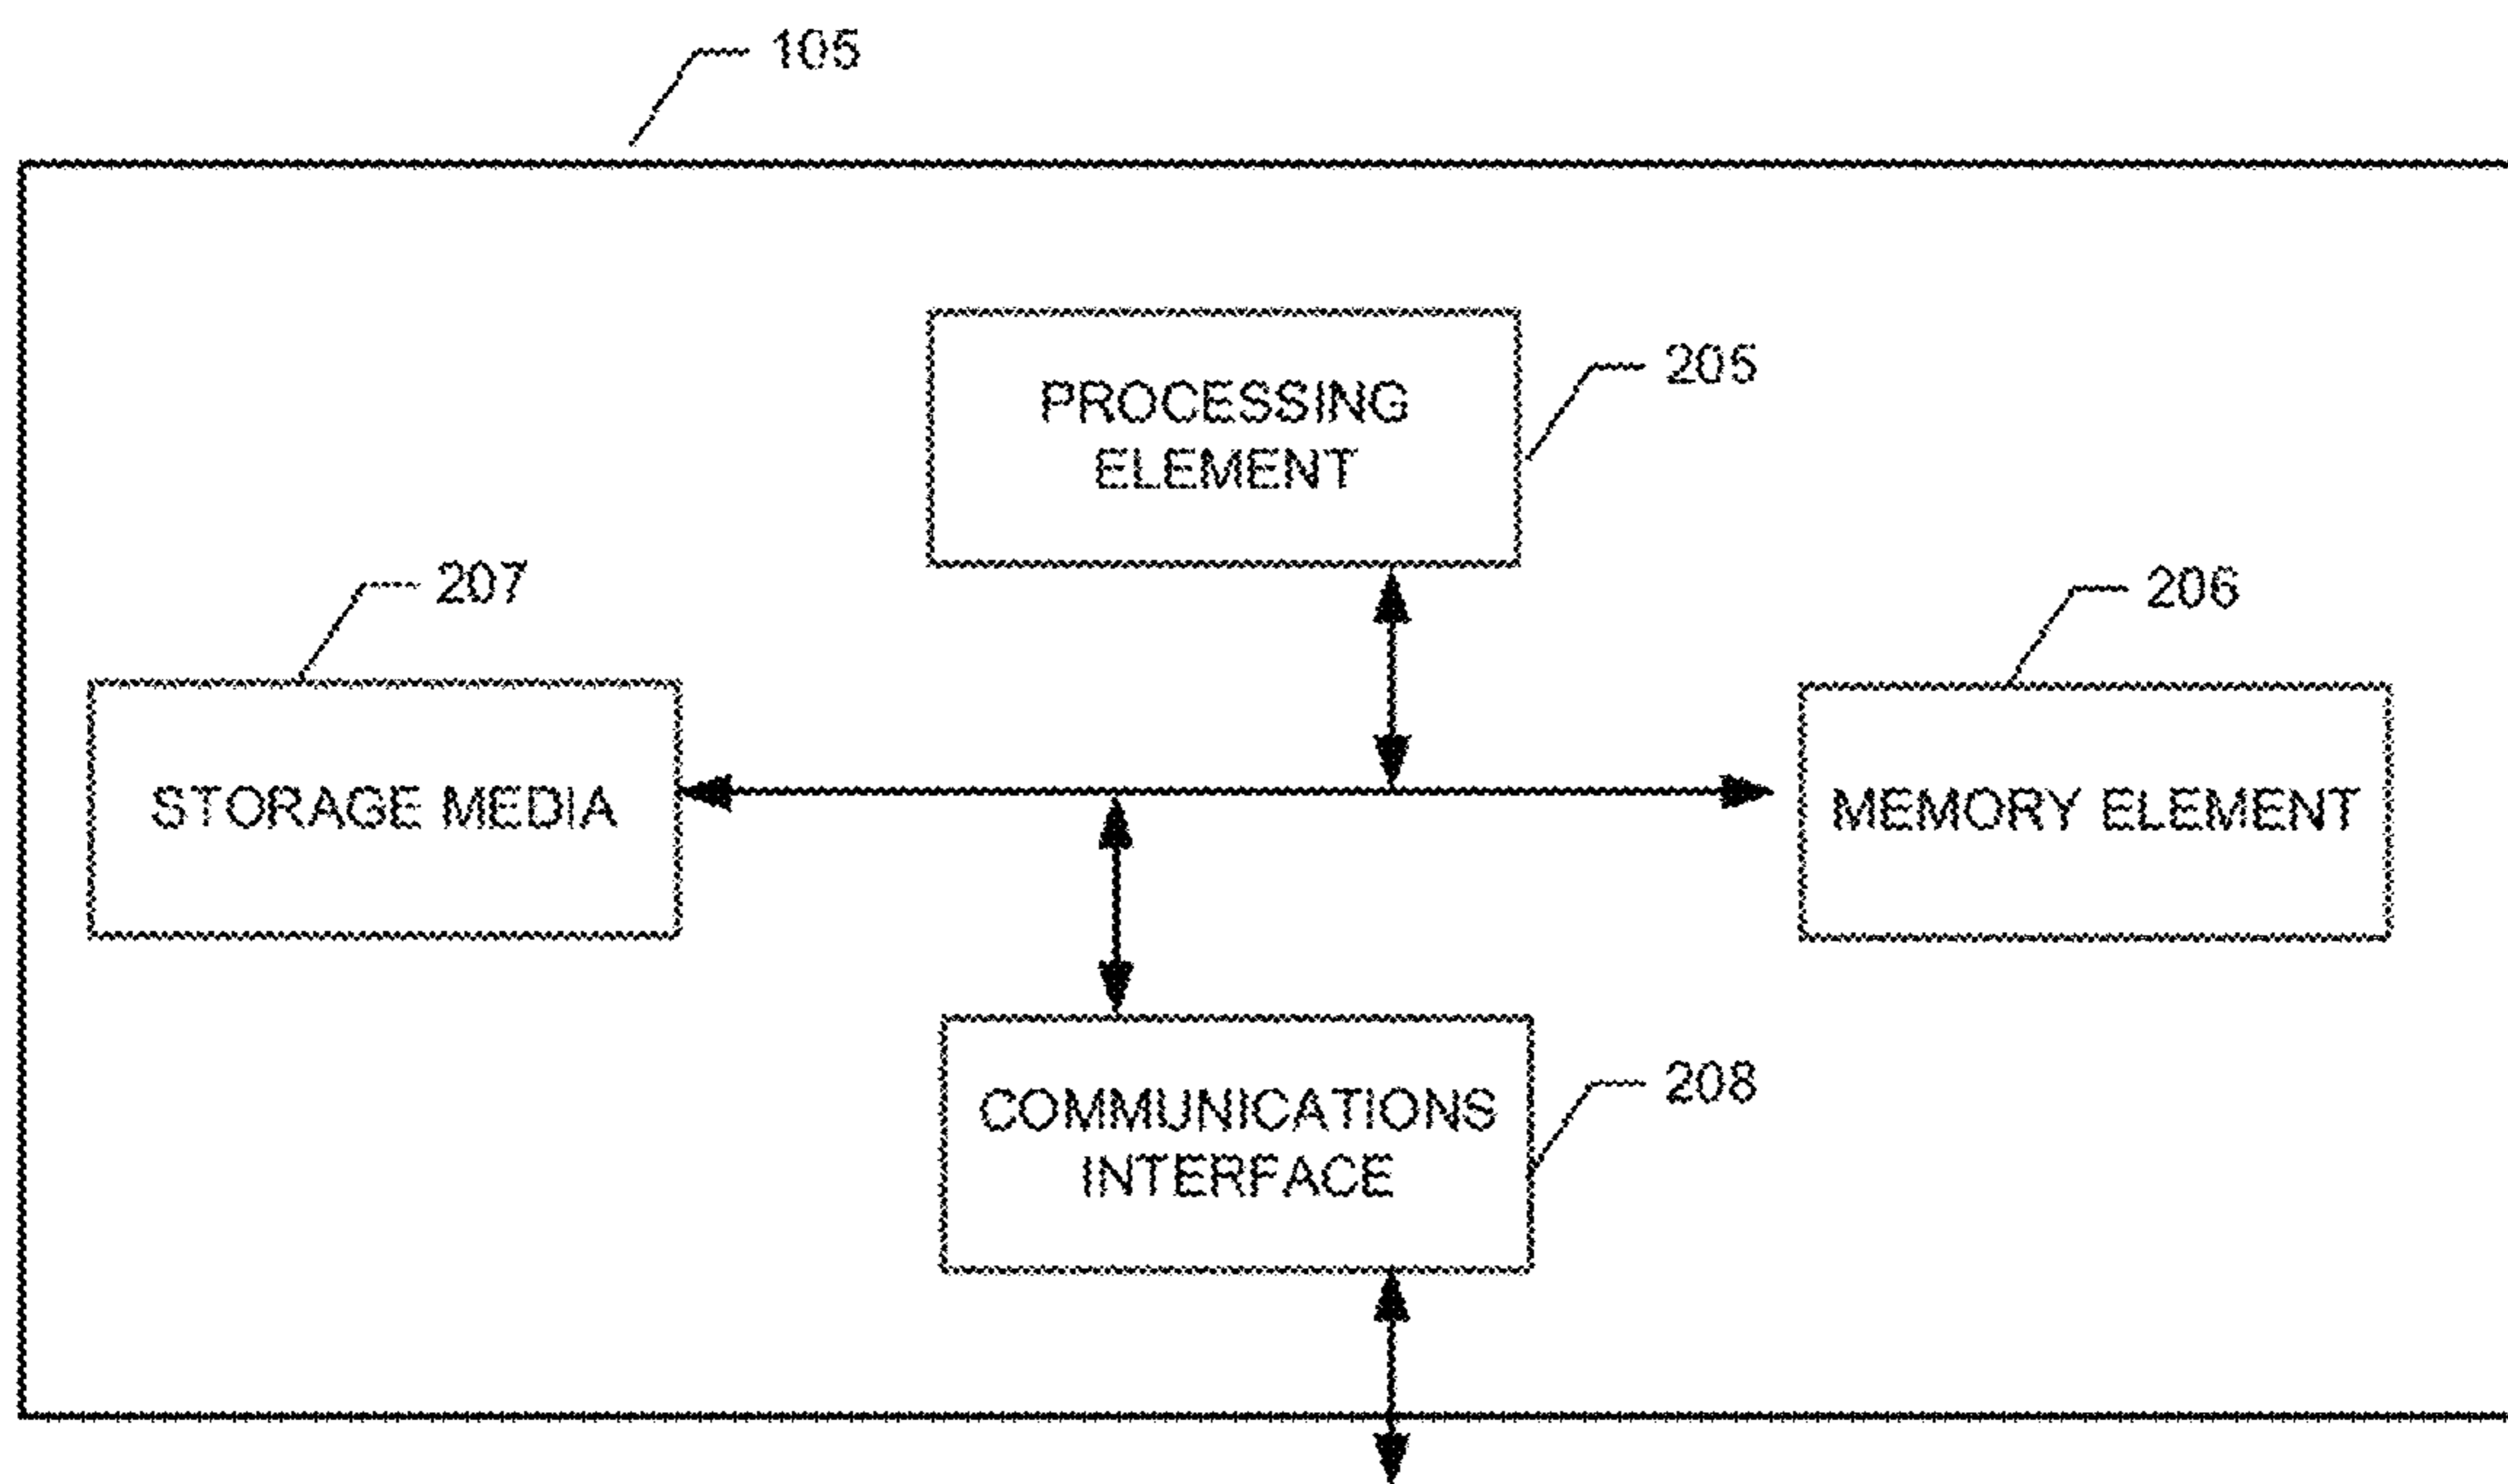 105
PROCESSING
ELEMENT
205
207
206
STORAGE MEDIA
MEMORY ELEMENT
COMMUNICATIONS
INTERFACE
208